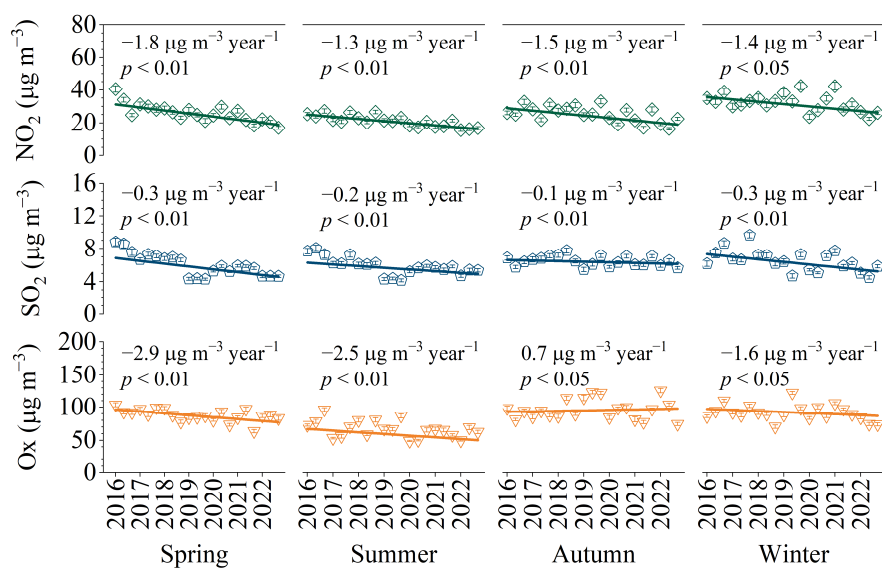 NO₂ (μg m⁻³)
80
60
40
20
0
−1.8 μg m⁻³ year⁻¹
p < 0.01
−1.3 μg m⁻³ year⁻¹
p < 0.01
−1.5 μg m⁻³ year⁻¹
p < 0.01
−1.4 μg m⁻³ year⁻¹
p < 0.05
SO₂ (μg m⁻³)
16
12
8
4
0
−0.3 μg m⁻³ year⁻¹
p < 0.01
−0.2 μg m⁻³ year⁻¹
p < 0.01
−0.1 μg m⁻³ year⁻¹
p < 0.01
−0.3 μg m⁻³ year⁻¹
p < 0.01
Ox (μg m⁻³)
200
150
100
50
0
−2.9 μg m⁻³ year⁻¹
p < 0.01
−2.5 μg m⁻³ year⁻¹
p < 0.01
0.7 μg m⁻³ year⁻¹
p < 0.05
−1.6 μg m⁻³ year⁻¹
p < 0.05
2016 2017 2018 2019 2020 2021 2022
2016 2017 2018 2019 2020 2021 2022
2016 2017 2018 2019 2020 2021 2022
2016 2017 2018 2019 2020 2021 2022
Spring Summer Autumn Winter